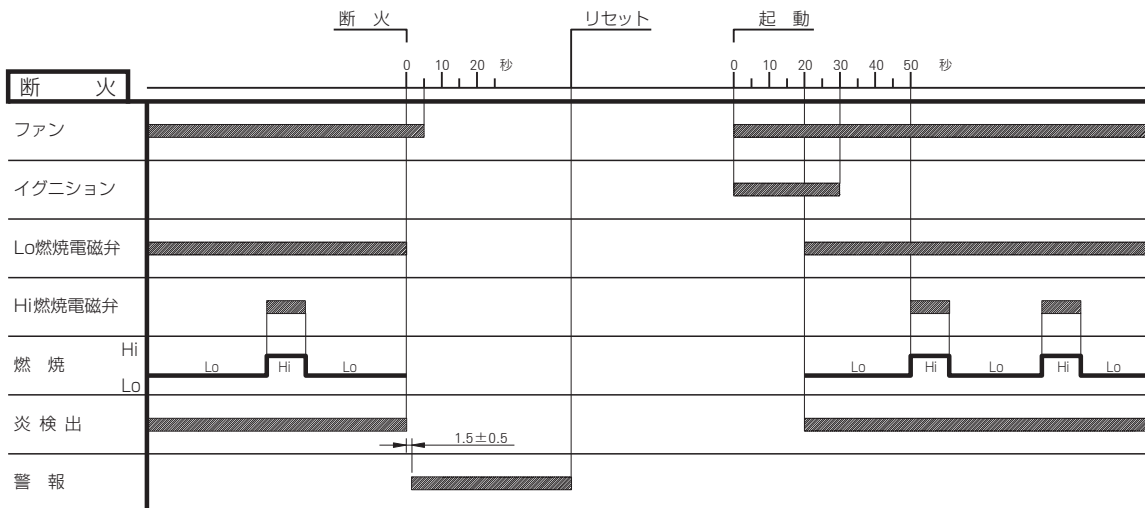 断 火 リセット 起 動
0 10 20 秒 0 10 20 30 40 50 秒
断 火
ファン
イグニション
Lo燃焼電磁弁
Hi燃焼電磁弁
燃 焼 Hi Lo Lo Hi Lo Lo Hi Lo Hi Lo
炎 検 出
1.5±0.5
警 報